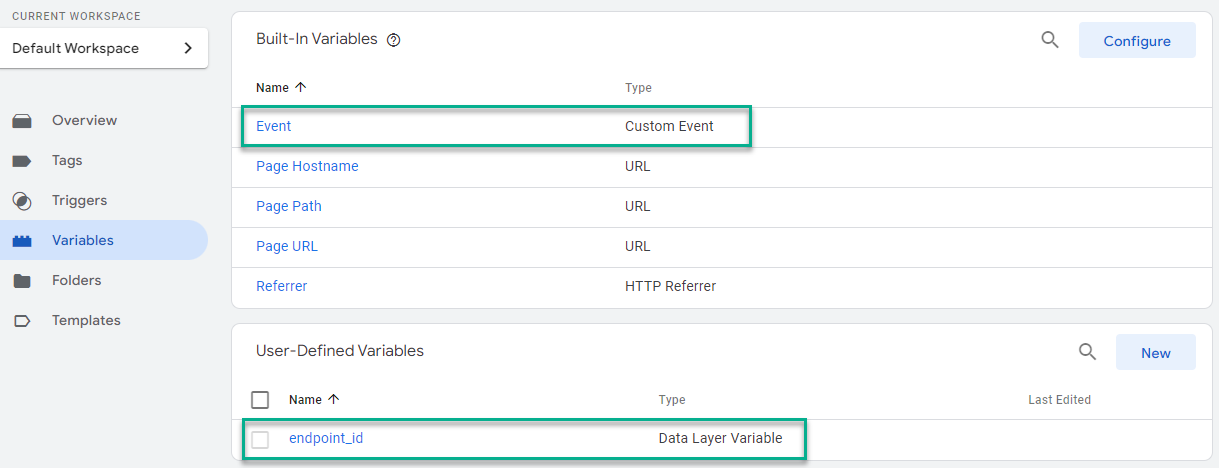 CURRENT WORKSPACE
Default Workspace
Overview
Tags
Triggers
Variables
Folders
Templates
Built-In Variables
Configure
Name Type
Event Custom Event
Page Hostname URL
Page Path URL
Page URL URL
Referrer HTTP Referrer
User-Defined Variables
New
Name Type Last Edited
endpoint_id Data Layer Variable